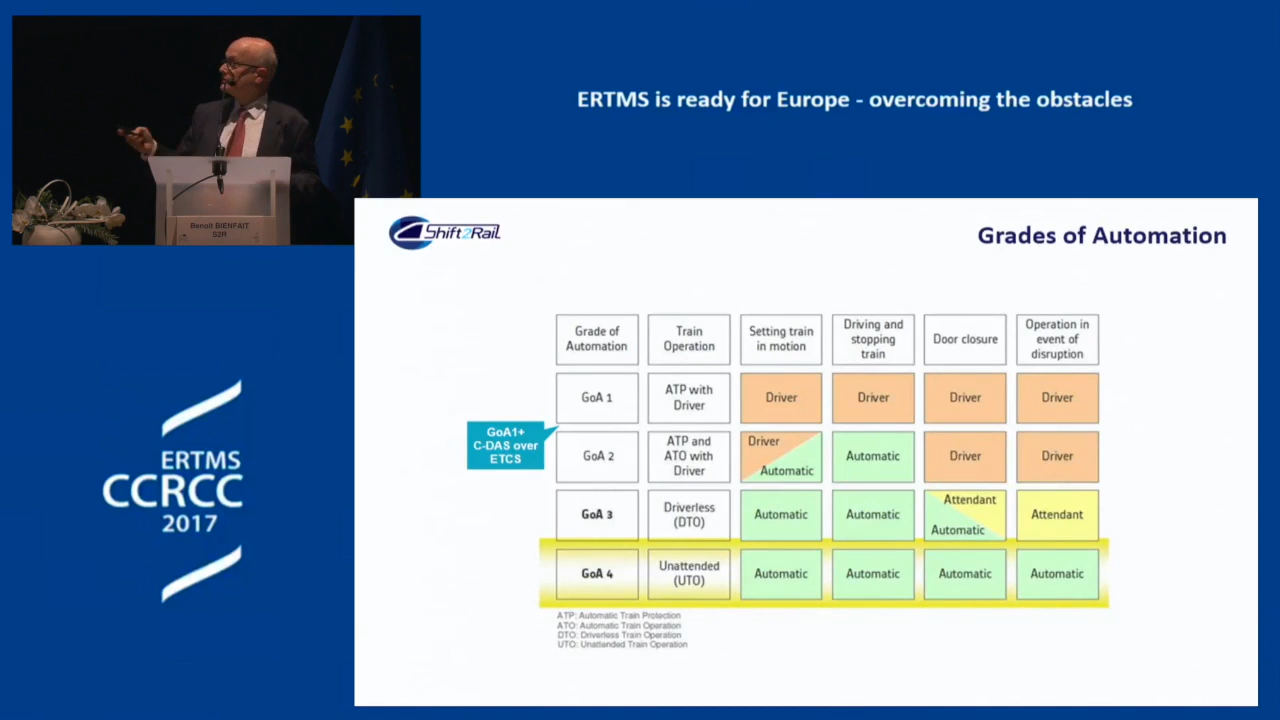 ERTMS is ready for Europe - overcoming the obstacles
Benoit BIENFAIT
S2R
Shift2Rail
Grades of Automation
Grade of
Automation
Train
Operation
Setting train
in motion
Driving and
stopping
train
Door closure
Operation in
event of
disruption
GoA 1
ATP with
Driver
Driver
Driver
Driver
Driver
GoA1+
C-DAS over
ETCS
GoA 2
ATP and
ATO with
Driver
Driver
Automatic
Automatic
Driver
Driver
GoA 3
Driverless
(DTO)
Automatic
Automatic
Attendant
Automatic
Attendant
GoA 4
Unattended
(UTO)
Automatic
Automatic
Automatic
Automatic
ATP: Automatic Train Protection
ATO: Automatic Train Operation
DTO: Driverless Train Operation
UTO: Unattended Train Operation
ERTMS
CCRCC
2017